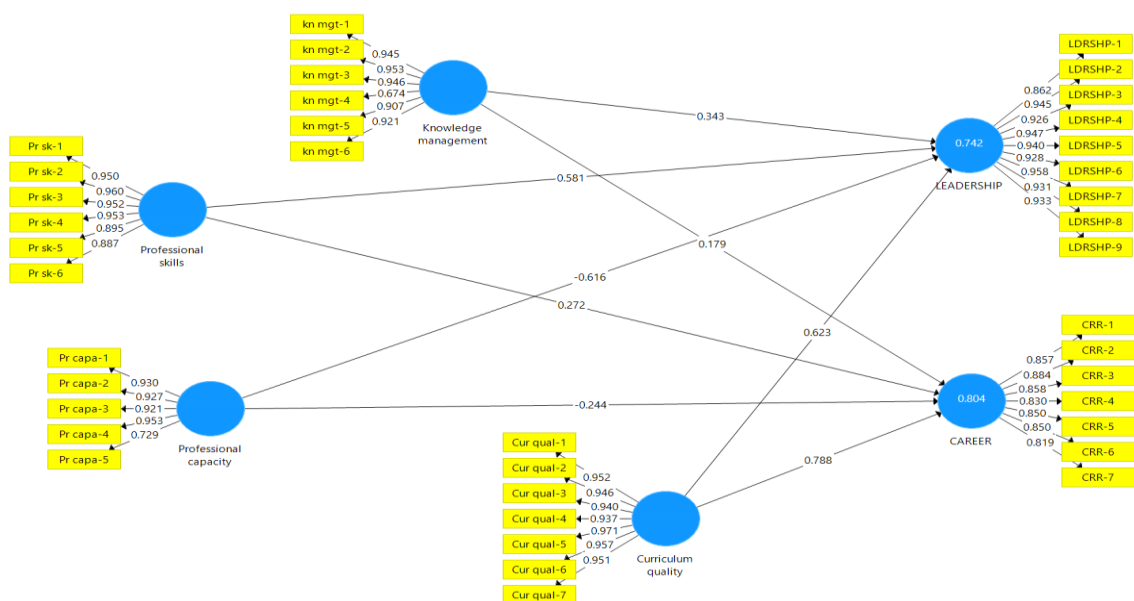 kn mgt-1
kn mgt-2
kn mgt-3
kn mgt-4
kn mgt-5
kn mgt-6
0.945
0.953
0.946
0.674
0.907
0.921
Knowledge
management
Pr sk-1
Pr sk-2
Pr sk-3
Pr sk-4
Pr sk-5
Pr sk-6
0.950
0.960
0.952
0.953
0.895
0.887
Professional
skills
Pr capa-1
Pr capa-2
Pr capa-3
Pr capa-4
Pr capa-5
0.930
0.927
0.921
0.953
0.729
Professional
capacity
Cur qual-1
Cur qual-2
Cur qual-3
Cur qual-4
Cur qual-5
Cur qual-6
Cur qual-7
0.952
0.946
0.940
0.937
0.971
0.957
0.951
Curriculum
quality
0.343
0.581
0.179
-0.616
0.272
0.623
-0.244
0.788
0.742
LEADERSHIP
0.862
0.945
0.926
0.947
0.940
0.928
0.958
0.931
0.933
LDRSHP-1
LDRSHP-2
LDRSHP-3
LDRSHP-4
LDRSHP-5
LDRSHP-6
LDRSHP-7
LDRSHP-8
LDRSHP-9
0.804
CAREER
0.857
0.884
0.858
0.830
0.850
0.850
0.819
CRR-1
CRR-2
CRR-3
CRR-4
CRR-5
CRR-6
CRR-7